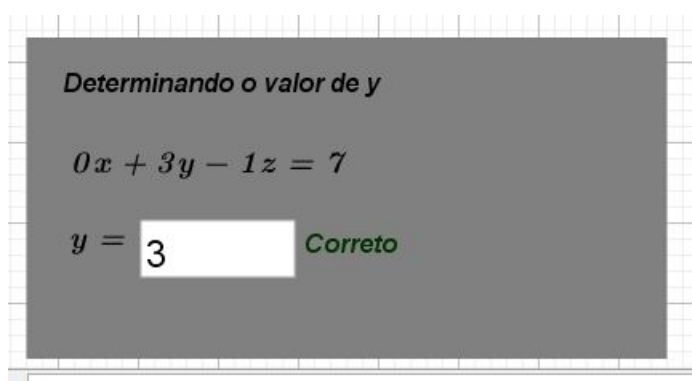 Determinando o valor de y
0x + 3y − 1z = 7
y = 3 Correto